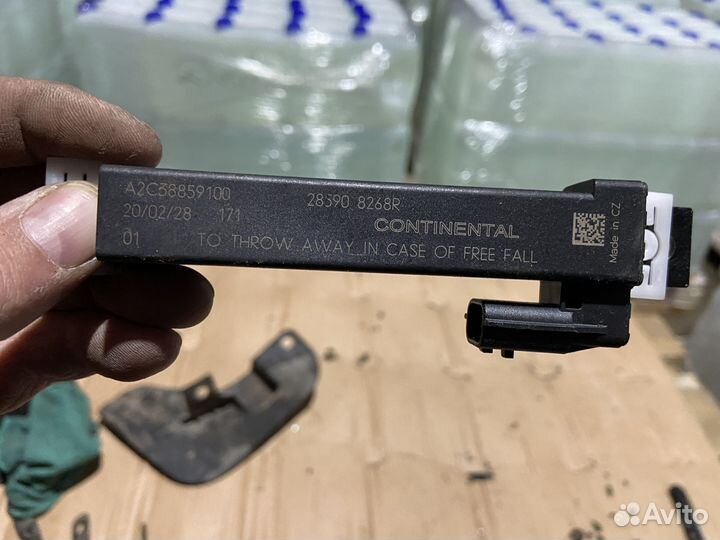 A2C38859100
28590 8268R
20/02/28 171
CONTINENTAL
01 TO THROW AWAY IN CASE OF FREE FALL
Made in CZ
Avito